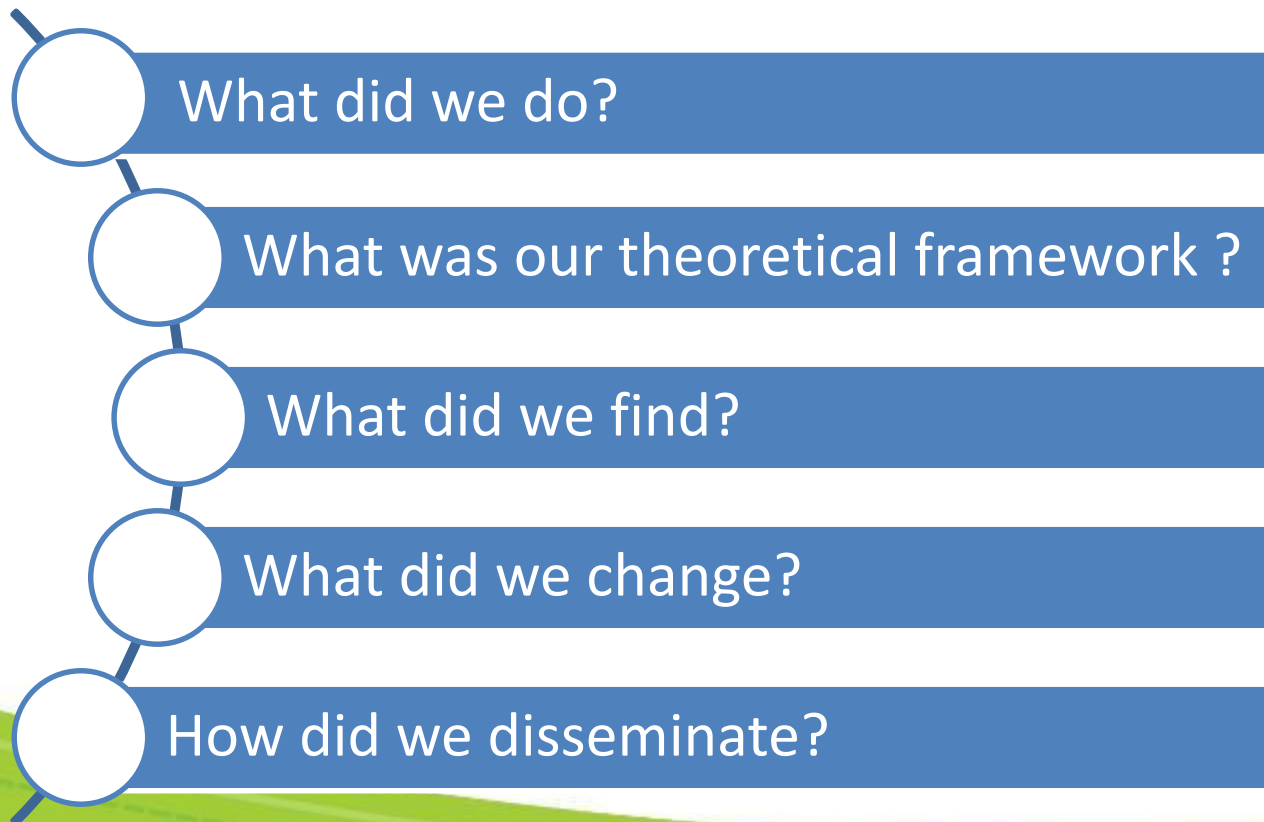 What did we do?
What was our theoretical framework ?
What did we find?
What did we change?
How did we disseminate?